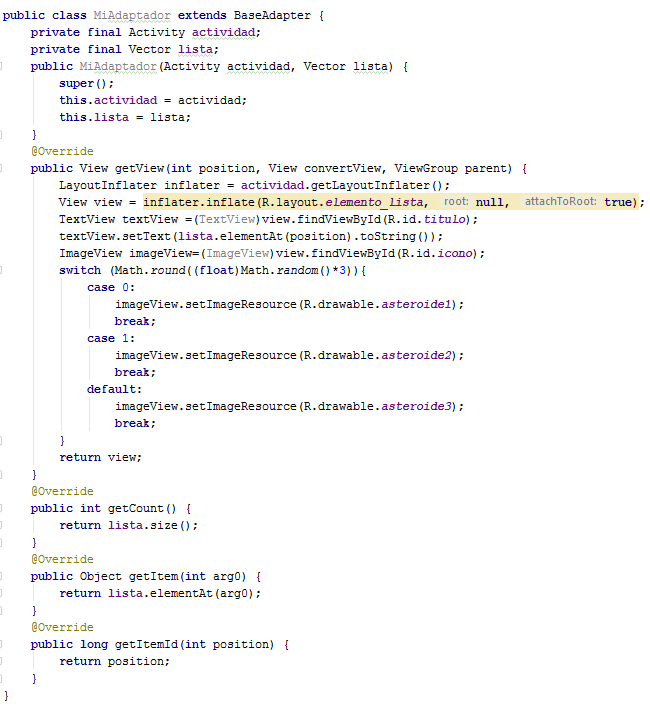 public class MiAdaptador extends BaseAdapter {
    private final Activity actividad;
    private final Vector lista;
    public MiAdaptador(Activity actividad, Vector lista) {
        super();
        this.actividad = actividad;
        this.lista = lista;
    }
    @Override
    public View getView(int position, View convertView, ViewGroup parent) {
        LayoutInflater inflater = actividad.getLayoutInflater();
        View view = inflater.inflate(R.layout.elemento_lista, root: null, attachToRoot: true);
        TextView textView =(TextView)view.findViewById(R.id.titulo);
        textView.setText(lista.elementAt(position).toString());
        ImageView imageView=(ImageView)view.findViewById(R.id.icono);
        switch (Math.round((float)Math.random()*3)){
            case 0:
                imageView.setImageResource(R.drawable.asteroide1);
                break;
            case 1:
                imageView.setImageResource(R.drawable.asteroide2);
                break;
            default:
                imageView.setImageResource(R.drawable.asteroide3);
                break;
        }
        return view;
    }
    @Override
    public int getCount() {
        return lista.size();
    }
    @Override
    public Object getItem(int arg0) {
        return lista.elementAt(arg0);
    }
    @Override
    public long getItemId(int position) {
        return position;
    }
}